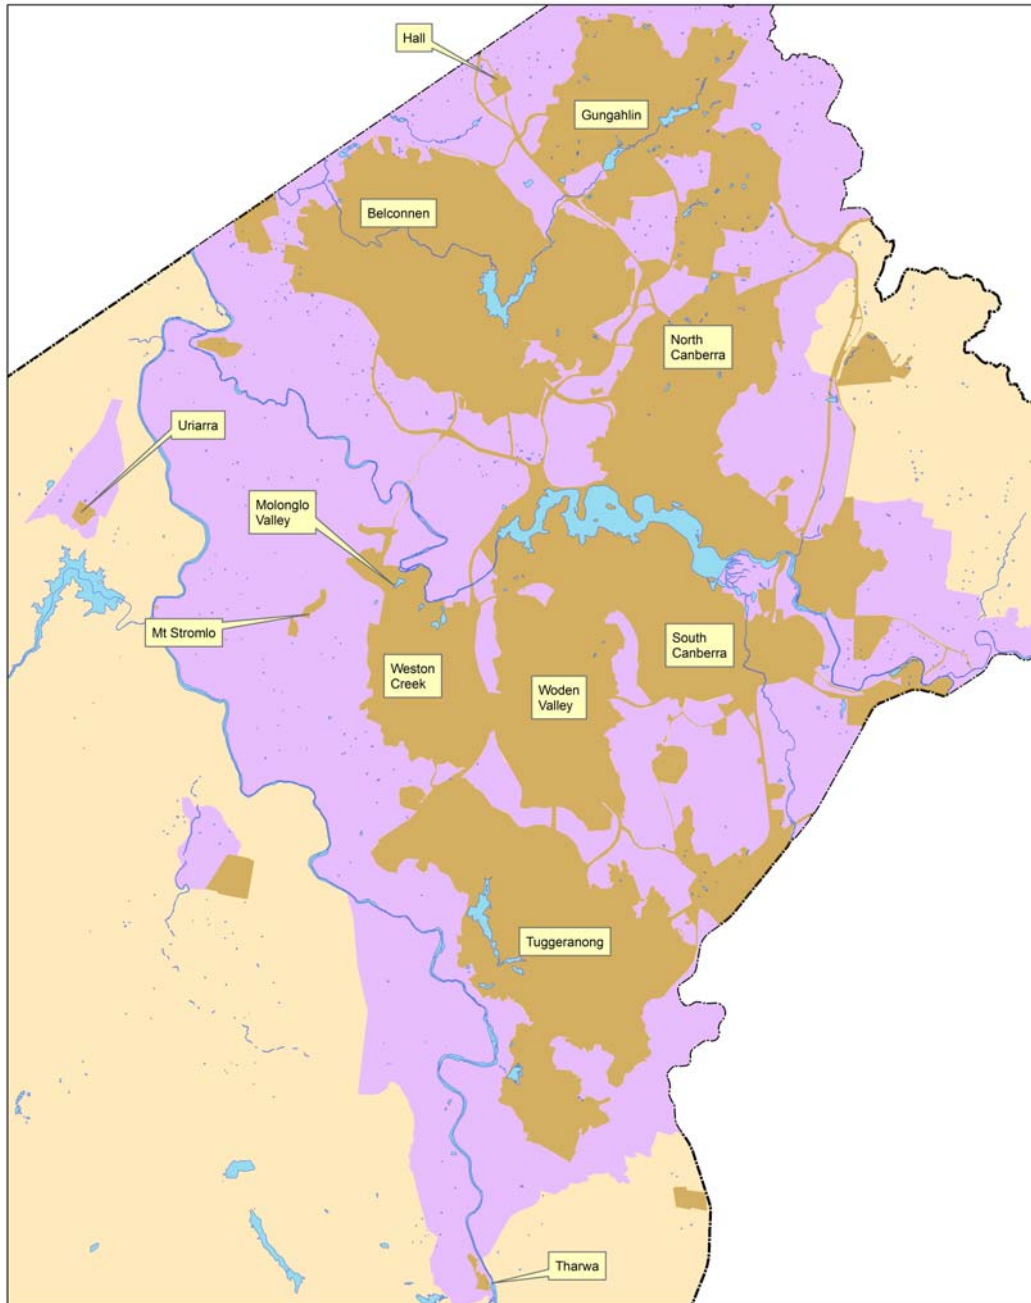 Hall
Gungahlin
Belconnen
North
Canberra
Uriarra
Molonglo
Valley
Mt Stromlo
South
Canberra
Weston
Creek
Woden
Valley
Tuggeranong
Tharwa